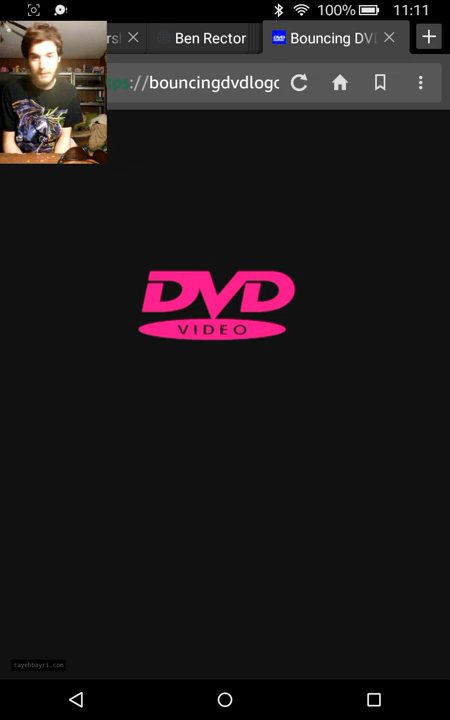 100% 11:11
Ben Rector
Bouncing DV
://bouncingdvdlogo
DVD
VIDEO
tayehbayri.com